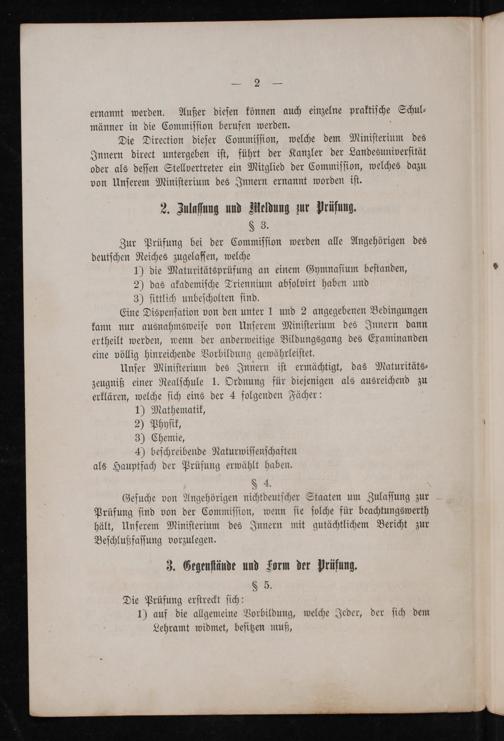 — 2 —
ernannt werden. Außer diesen können auch einzelne praktische Schul-
männer in die Commission berufen werden.
Die Direction dieser Commission, welche dem Ministerium des
Innern direct untergeben ist, führt der Kanzler der Landesuniversität
oder als dessen Stellvertreter ein Mitglied der Commission, welches dazu
von Unserem Ministerium des Innern ernannt worden ist.
2. Zulassung und Meldung zur Prüfung.
§ 3.
Zur Prüfung bei der Commission werden alle Angehörigen des
deutschen Reiches zugelassen, welche
1) die Maturitätsprüfung an einem Gymnasium bestanden,
2) das akademische Triennium absolvirt haben und
3) sittlich unbescholten sind.
Eine Dispensation von den unter 1 und 2 angegebenen Bedingungen
kann nur ausnahmsweise von Unserem Ministerium des Innern dann
ertheilt werden, wenn der anderweitige Bildungsgang des Examinanden
eine völlig hinreichende Vorbildung gewährleistet.
Unser Ministerium des Innern ist ermächtigt, das Maturitäts-
zeugniß einer Realschule 1. Ordnung für diejenigen als ausreichend zu
erklären, welche sich eins der 4 folgenden Fächer:
1) Mathematik,
2) Physik,
3) Chemie,
4) beschreibende Naturwissenschaften
als Hauptfach der Prüfung erwählt haben.
§ 4.
Gesuche von Angehörigen nichtdeutscher Staaten um Zulassung zur
Prüfung sind von der Commission, wenn sie solche für beachtungswerth
hält, Unserem Ministerium des Innern mit gutächtlichem Bericht zur
Beschlußfassung vorzulegen.
3. Gegenstände und Form der Prüfung.
§ 5.
Die Prüfung erstreckt sich:
1) auf die allgemeine Vorbildung, welche Jeder, der sich dem
Lehramt widmet, besitzen muß,